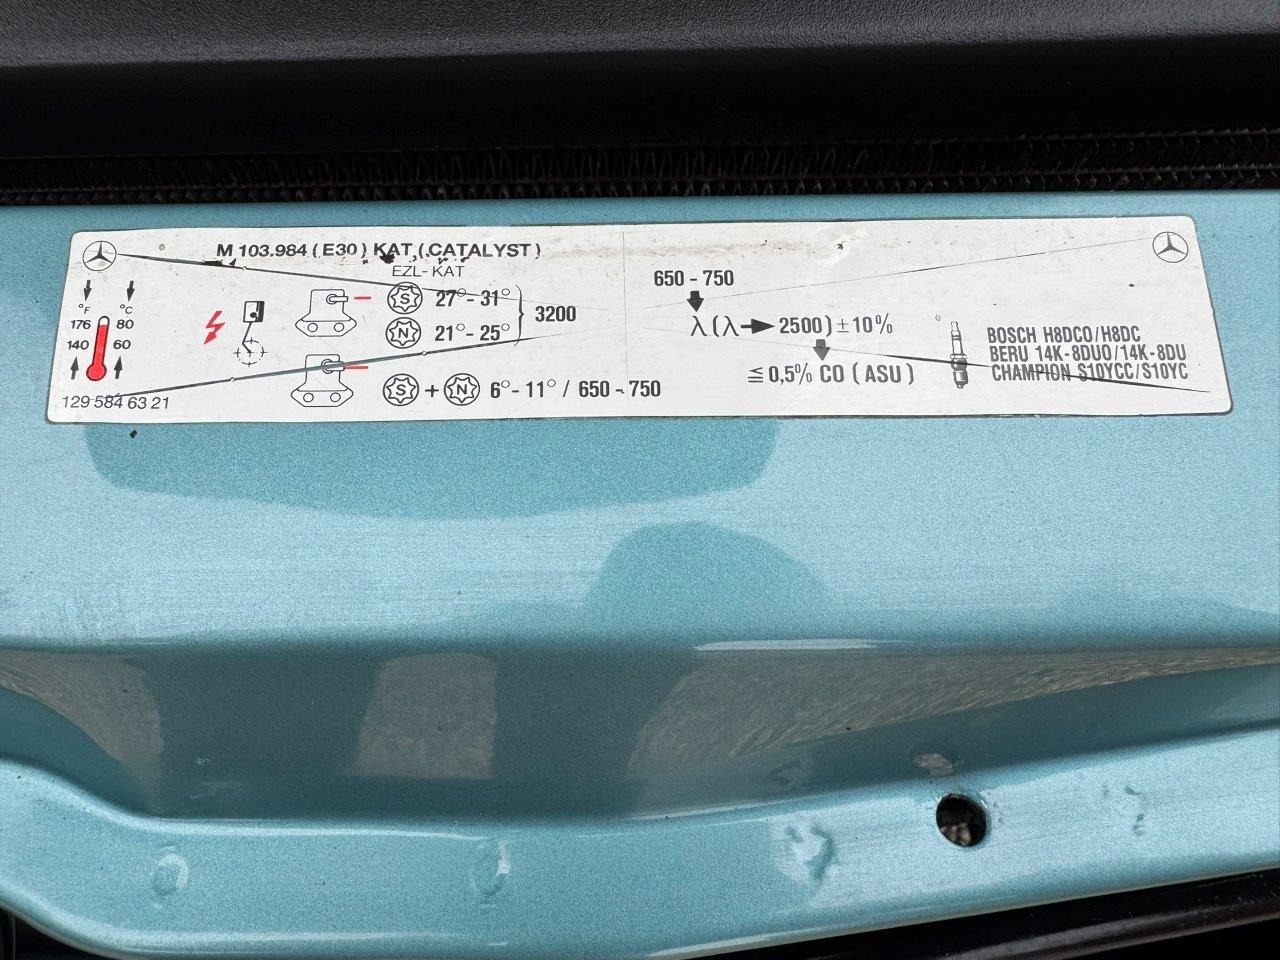 M 103.984 ( E30 ) KAT. ( CATALYST )
EZL- KAT
°F °C
176 80
140 60
S 27° - 31°
N 21° - 25°
3200
S + N 6° - 11° / 650 - 750
129 584 63 21
650 - 750
λ ( λ 2500 ) ± 10%
≦ 0,5% CO ( ASU )
BOSCH H8DCO/H8DC
BERU 14K-8DUO/14K-8DU
CHAMPION S10YCC/S10YC